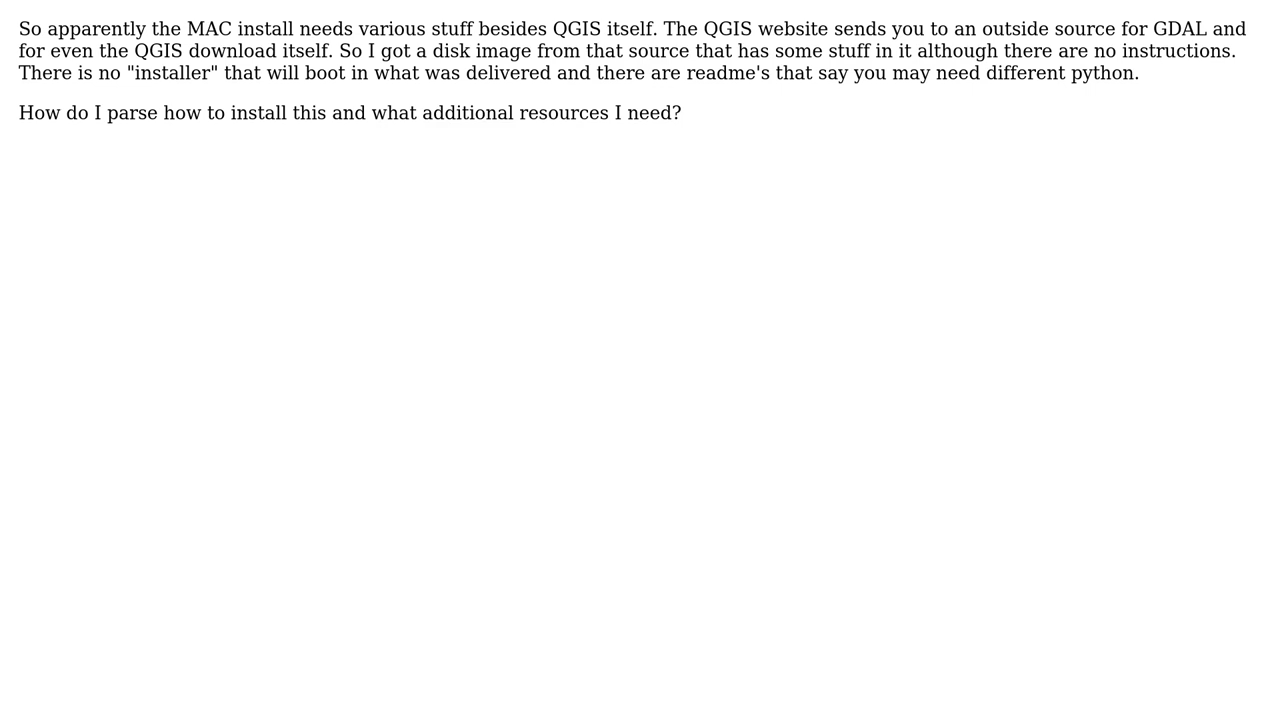 So apparently the MAC install needs various stuff besides QGIS itself. The QGIS website sends you to an outside source for GDAL and
for even the QGIS download itself. So I got a disk image from that source that has some stuff in it although there are no instructions.
There is no "installer" that will boot in what was delivered and there are readme's that say you may need different python.
How do I parse how to install this and what additional resources I need?